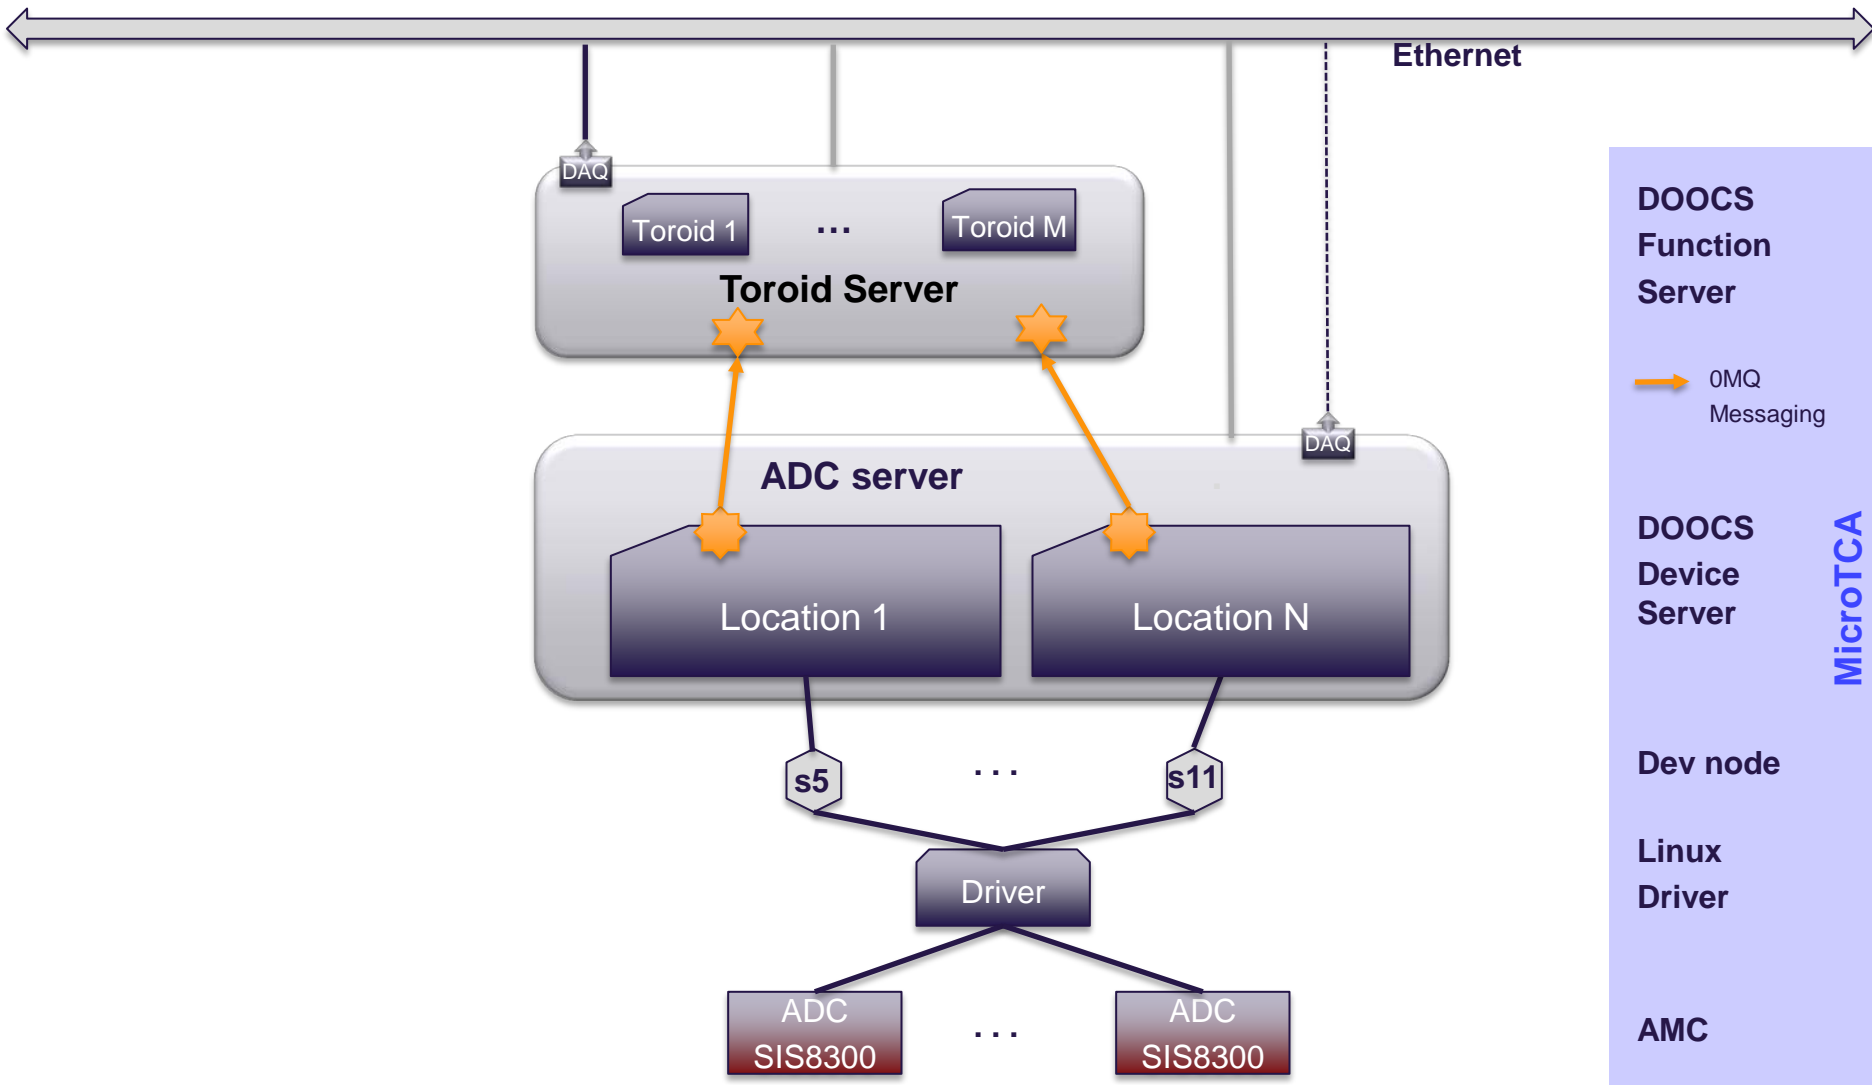 Ethernet
DAQ
Toroid 1
...
Toroid M
Toroid Server
DAQ
ADC server
Location 1
Location N
s5
...
s11
Driver
ADC
SIS8300
...
ADC
SIS8300
DOOCS
Function
Server
0MQ
Messaging
DOOCS
Device
Server
MicroTCA
Dev node
Linux
Driver
AMC